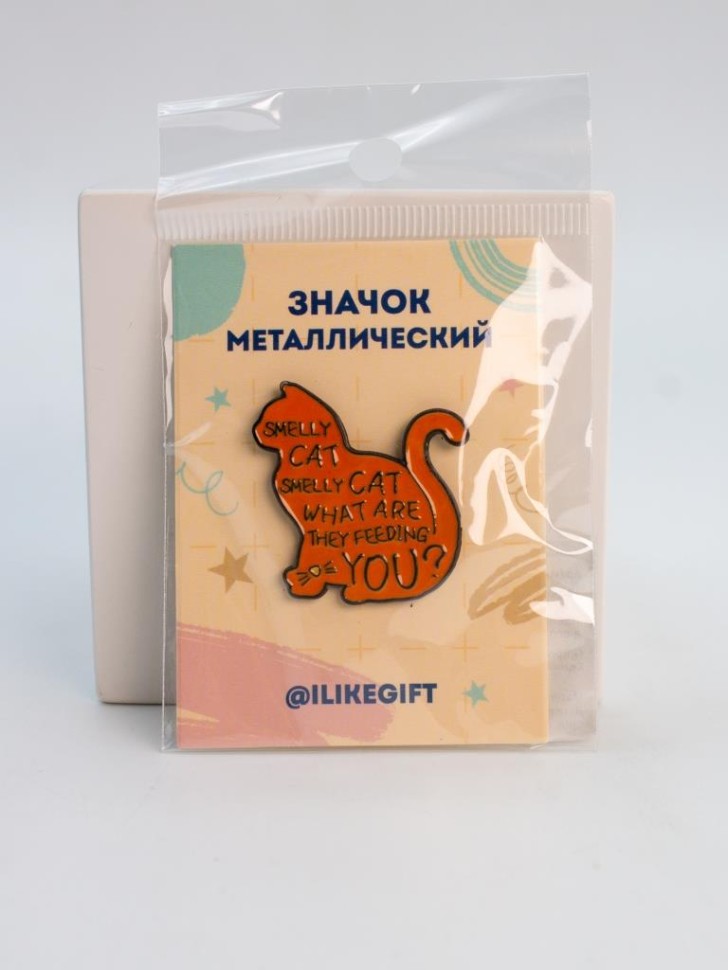 ЗНАЧОК
МЕТАЛЛИЧЕСКИЙ
SMELLY
CAT
SMELLY CAT
WHAT ARE
THEY FEEDING
YOU?
@ILIKEGIFT